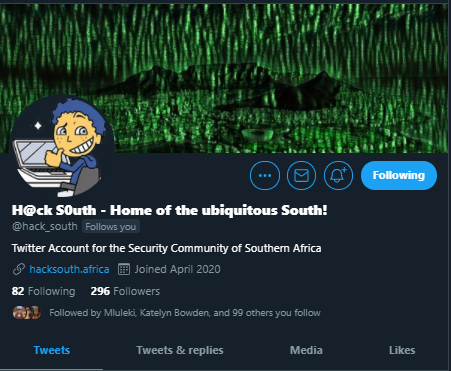 Following
H@ck S0uth - Home of the ubiquitous South!
@hack_south Follows you
Twitter Account for the Security Community of Southern Africa
hacksouth.africa Joined April 2020
82 Following 296 Followers
Followed by Mluleki, Katelyn Bowden, and 99 others you follow
Tweets Tweets & replies Media Likes